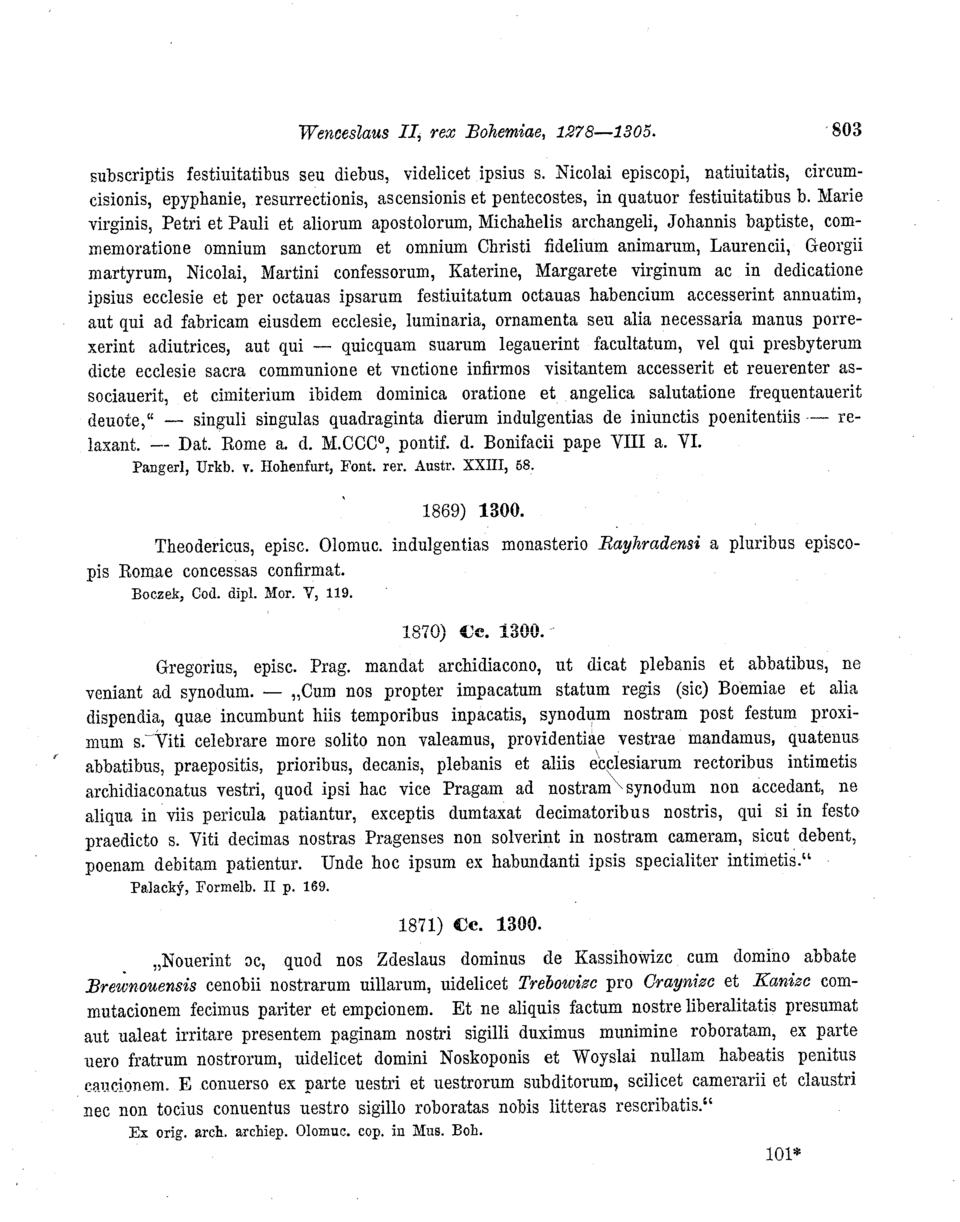 Wenceslaus II, rex Bohemiae, 1278—1305. 803
subscriptis festiuitatibus seu diebus, videlicet ipsius s. Nicolai episcopi, natiuitatis, circum-
cisionis, epyphanie, resurrectionis, ascensionis et pentecostes, in quatuor festiuitatibus b. Marie
virginis, Petri et Pauli et aliorum apostolorum, Michahelis archangeli, Johannis baptiste, com-
memoratione omnium sanctorum et omnium Christi fidelium animarum, Laurencii, Georgii
martyrum, Nicolai, Martini confessorum, Katerine, Margarete virginum ac in dedicatione
ipsius ecclesie et per octauas ipsarum festiuitatum octauas habencium accesserint annuatim,
aut qui ad fabricam eiusdem ecclesie, luminaria, ornamenta seu alia necessaria manus porre-
xerint adiutrices, aut qui — quicquam suarum legauerint facultatum, vel qui presbyterum
dicte ecclesie sacra communione et vnctione infirmos visitantem accesserit et reuerenter as-
sociauerit, et cimiterium ibidem dominica oratione et angelica salutatione frequentauerit
deuote,“ — singuli singulas quadraginta dierum indulgentias de iniunctis poenitentiis — re-
laxant. — Dat. Rome a. d. M.CCC⁰, pontif. d. Bonifacii pape VIII a. VI.
Pangerl, Urkb. v. Hohenfurt, Font. rer. Austr. XXIII, 58.
1869) 1300.
Theodericus, episc. Olomuc. indulgentias monasterio Rayhradensi a pluribus episco-
pis Romae concessas confirmat.
Boczek, Cod. dipl. Mor. V, 119.
1870) Cc. 1300.
Gregorius, episc. Prag. mandat archidiacono, ut dicat plebanis et abbatibus, ne
veniant ad synodum. — „Cum nos propter impacatum statum regis (sic) Boemiae et alia
dispendia, quae incumbunt hiis temporibus inpacatis, synodum nostram post festum proxi-
mum s. Viti celebrare more solito non valeamus, providentiae vestrae mandamus, quatenus
abbatibus, praepositis, prioribus, decanis, plebanis et aliis ecclesiarum rectoribus intimetis
archidiaconatus vestri, quod ipsi hac vice Pragam ad nostram synodum non accedant, ne
aliqua in viis pericula patiantur, exceptis dumtaxat decimatoribus nostris, qui si in festo
praedicto s. Viti decimas nostras Pragenses non solverint in nostram cameram, sicut debent,
poenam debitam patientur. Unde hoc ipsum ex habundanti ipsis specialiter intimetis.“
Palacký, Formelb. II p. 169.
1871) Cc. 1300.
„Nouerint ɔc, quod nos Zdeslaus dominus de Kassihowizc cum domino abbate
Brewnouensis cenobii nostrarum uillarum, uidelicet Trebowizc pro Craynizc et Kanizc com-
mutacionem fecimus pariter et empcionem. Et ne aliquis factum nostre liberalitatis presumat
aut ualeat irritare presentem paginam nostri sigilli duximus munimine roboratam, ex parte
uero fratrum nostrorum, uidelicet domini Noskoponis et Woyslai nullam habeatis penitus
caucionem. E conuerso ex parte uestri et uestrorum subditorum, scilicet camerarii et claustri
nec non tocius conuentus uestro sigillo roboratas nobis litteras rescribatis.“
Ex orig. arch. archiep. Olomuc. cop. in Mus. Boh.
101*